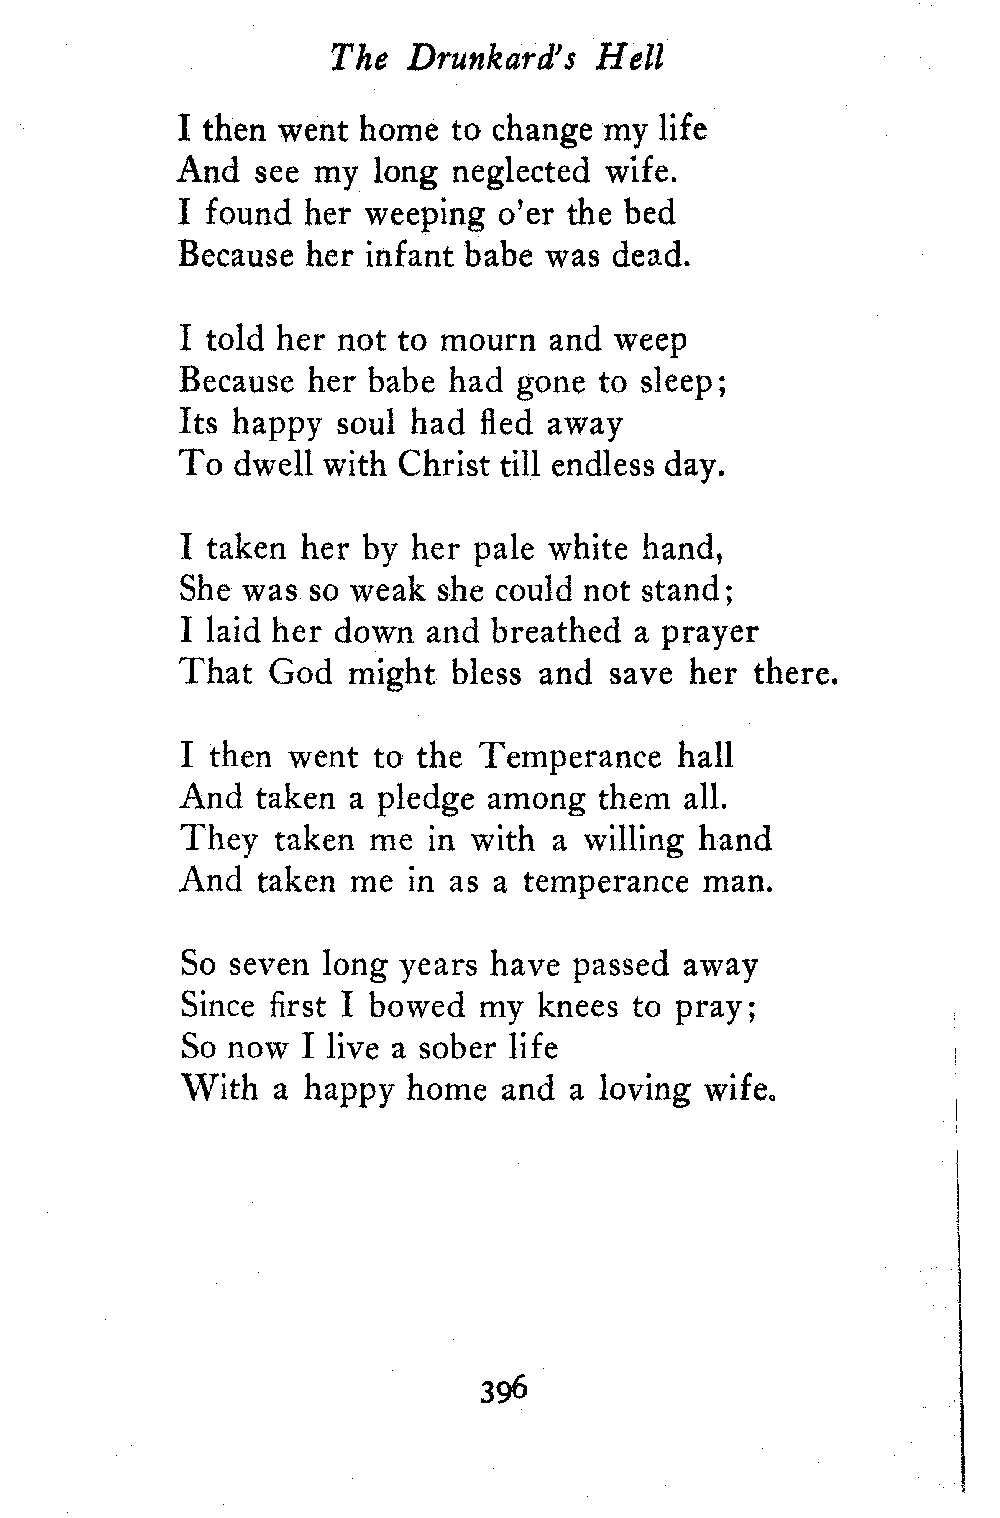 The Drunkard's Hell
I then went home to change my life
And see my long neglected wife.
I found her weeping o'er the bed
Because her infant babe was dead.
I told her not to mourn and weep
Because her babe had gone to sleep;
Its happy soul had fled away
To dwell with Christ till endless day.
I taken her by her pale white hand,
She was so weak she could not stand;
I laid her down and breathed a prayer
That God might bless and save her there.
I then went to the Temperance hall
And taken a pledge among them all.
They taken me in with a willing hand
And taken me in as a temperance man.
So seven long years have passed away
Since first I bowed my knees to pray;
So now I live a sober life
With a happy home and a loving wife.
396